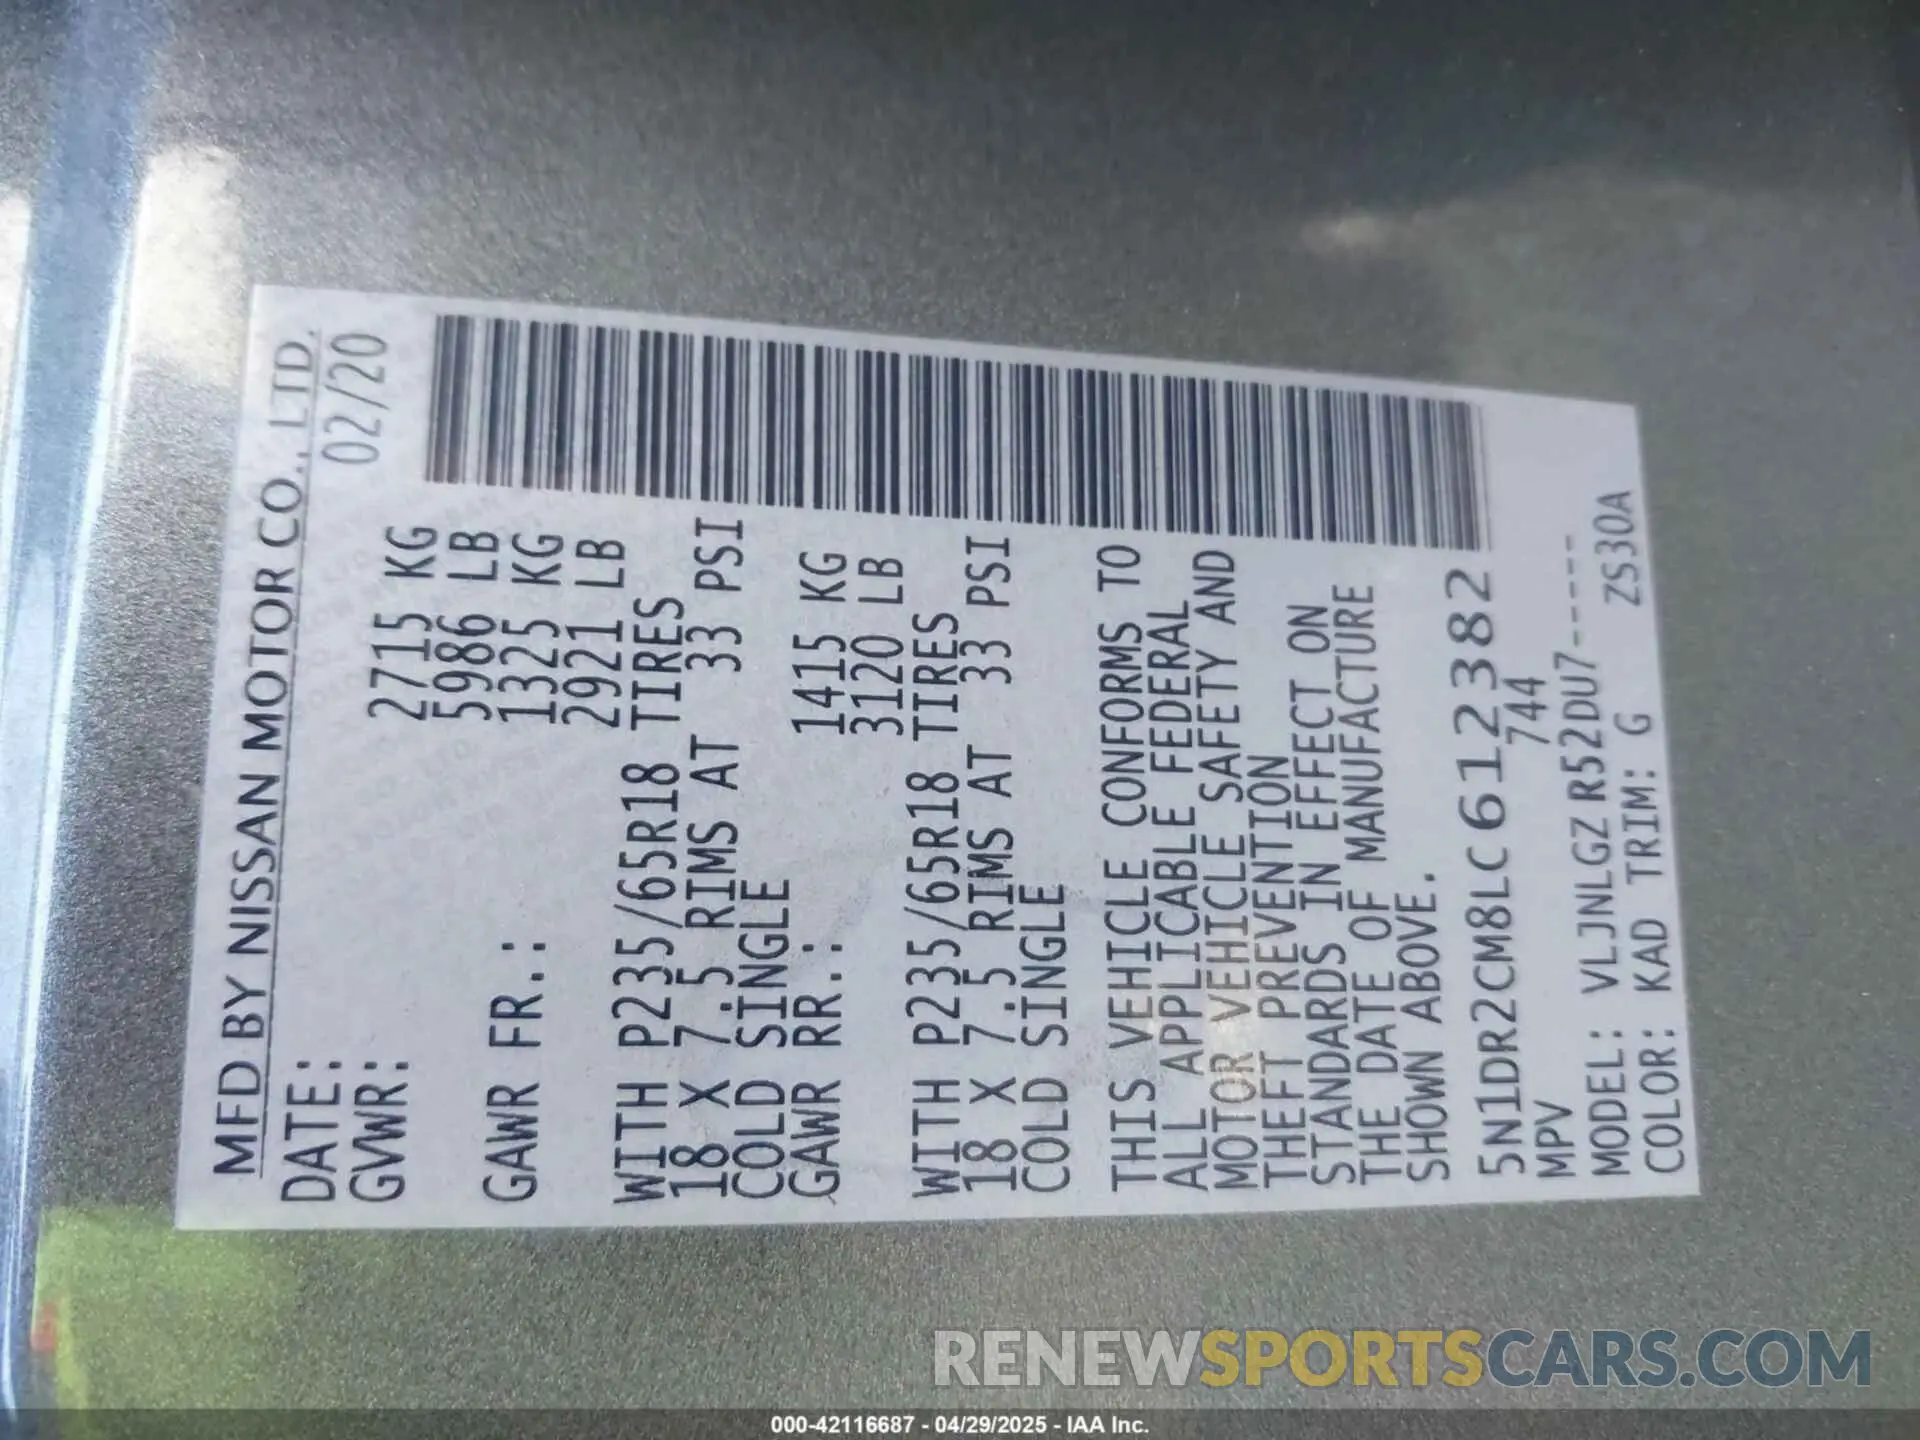 MFD BY NISSAN MOTOR CO., LTD.
DATE: 02/20
GVWR: 2715 KG
5986 LB
GAWR FR.: 1325 KG
2921 LB
WITH P235/65R18 TIRES
18 X 7.5 RIMS AT 33 PSI
COLD SINGLE
GAWR RR.: 1415 KG
3120 LB
WITH P235/65R18 TIRES
18 X 7.5 RIMS AT 33 PSI
COLD SINGLE
THIS VEHICLE CONFORMS TO
ALL APPLICABLE FEDERAL
MOTOR VEHICLE SAFETY AND
THEFT PREVENTION
STANDARDS IN EFFECT ON
THE DATE OF MANUFACTURE
SHOWN ABOVE.
5N1DR2CM8LC612382
MPV 744
MODEL: VLJNLGZ R52DU7-----
COLOR: KAD TRIM: G ZS30A
RENEWSPORTSCARS.COM
000-42116687 - 04/29/2025 - IAA Inc.